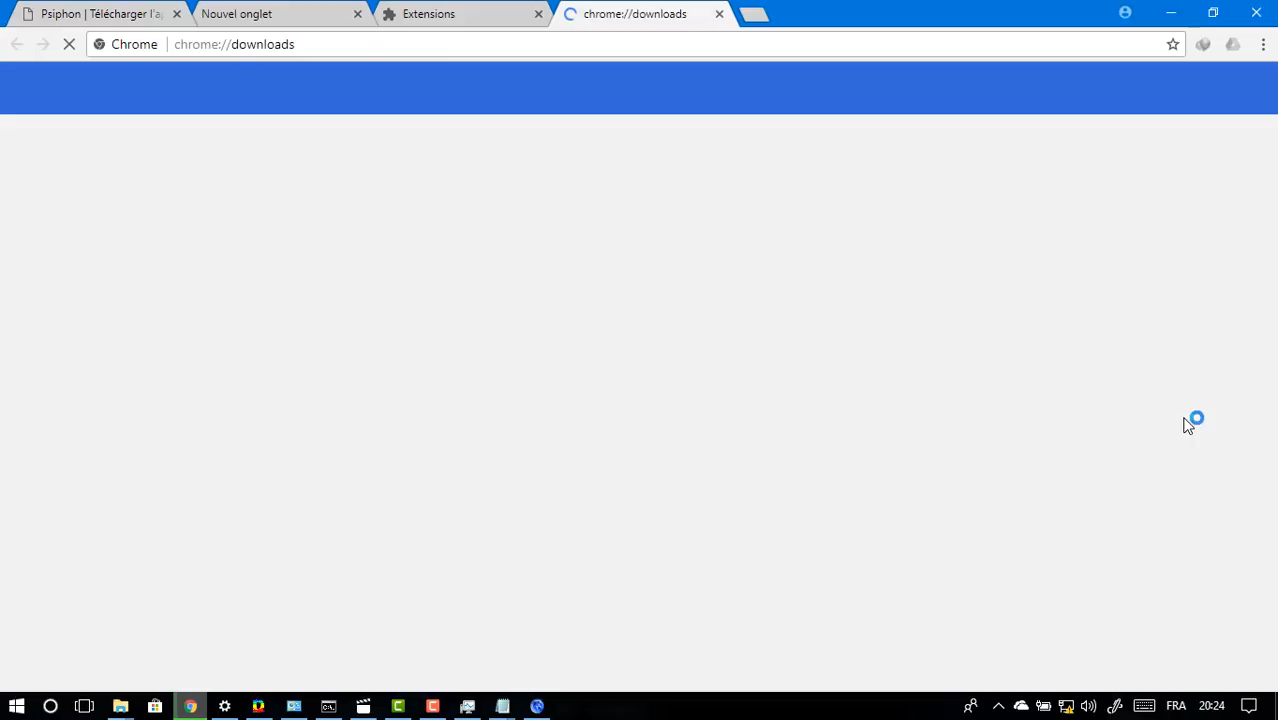 Psiphon | Télécharger l'a
Nouvel onglet
Extensions
chrome://downloads
Chrome
chrome://downloads
FRA
20:24